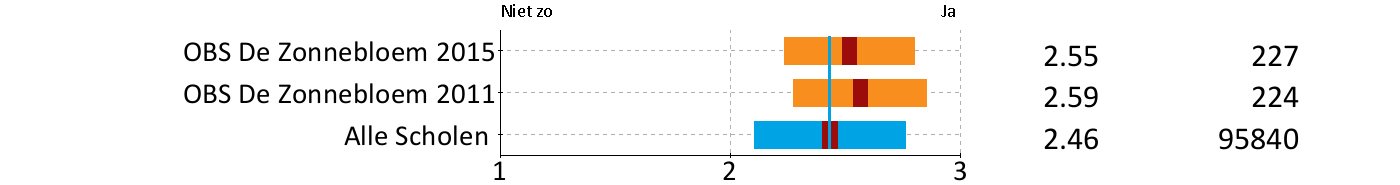 Niet zo Ja
OBS De Zonnebloem 2015 2.55 227
OBS De Zonnebloem 2011 2.59 224
Alle Scholen 2.46 95840
1 2 3